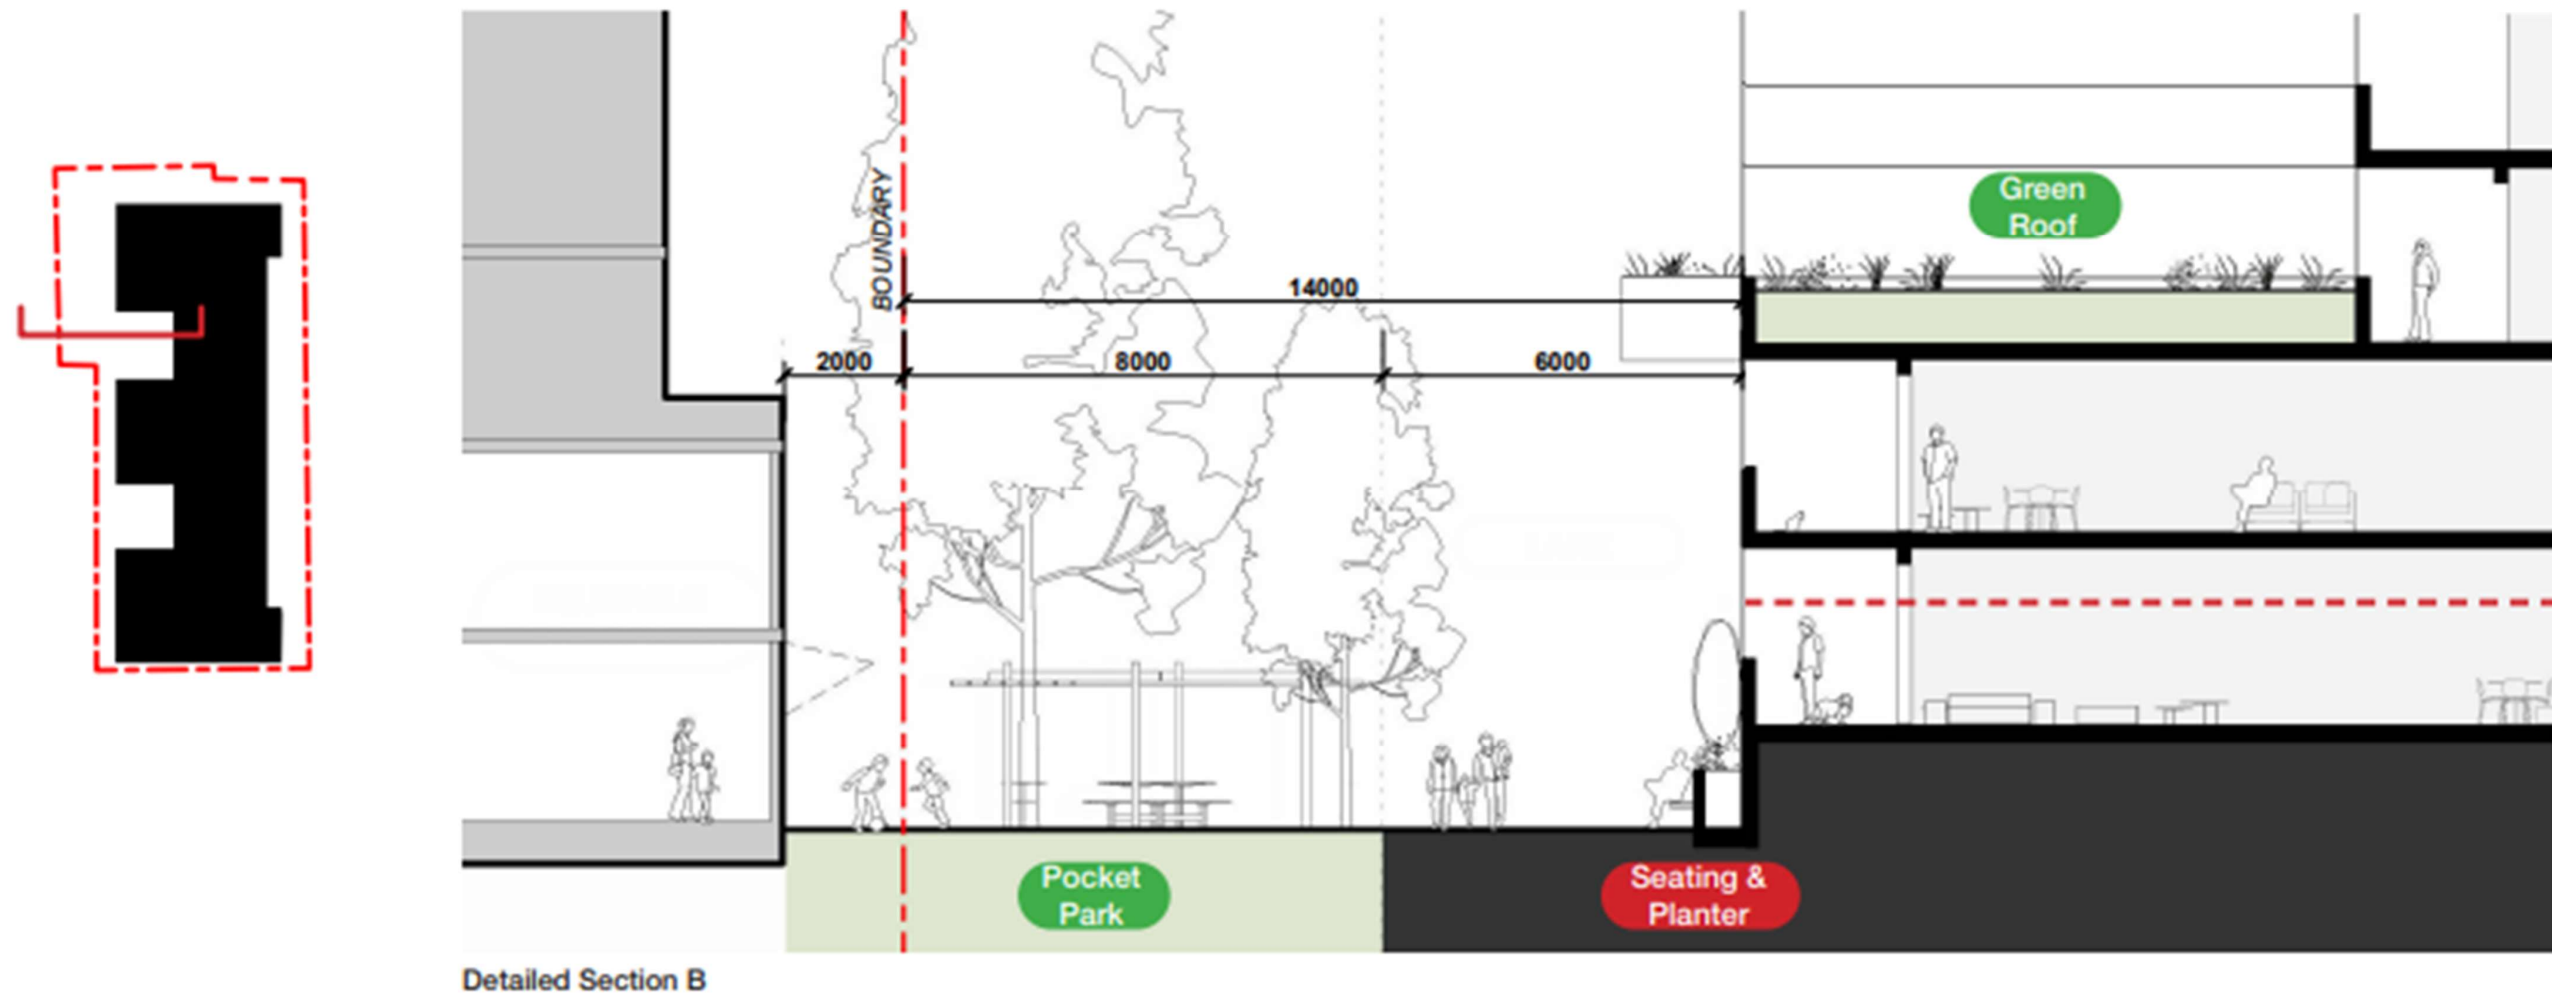 Green
Roof
BOUNDARY
14000
2000
8000
6000
Pocket
Park
Seating &
Planter
Detailed Section B